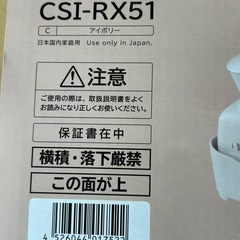 CSI-RX51
C アイボリー
日本国内家庭用 Use only in Japan.
⚠注意
ご使用の際は、取扱説明書をよくお
読みになり正しくお使いください。
保証書在中
横積・落下厳禁
この面が上
4 526044 017522